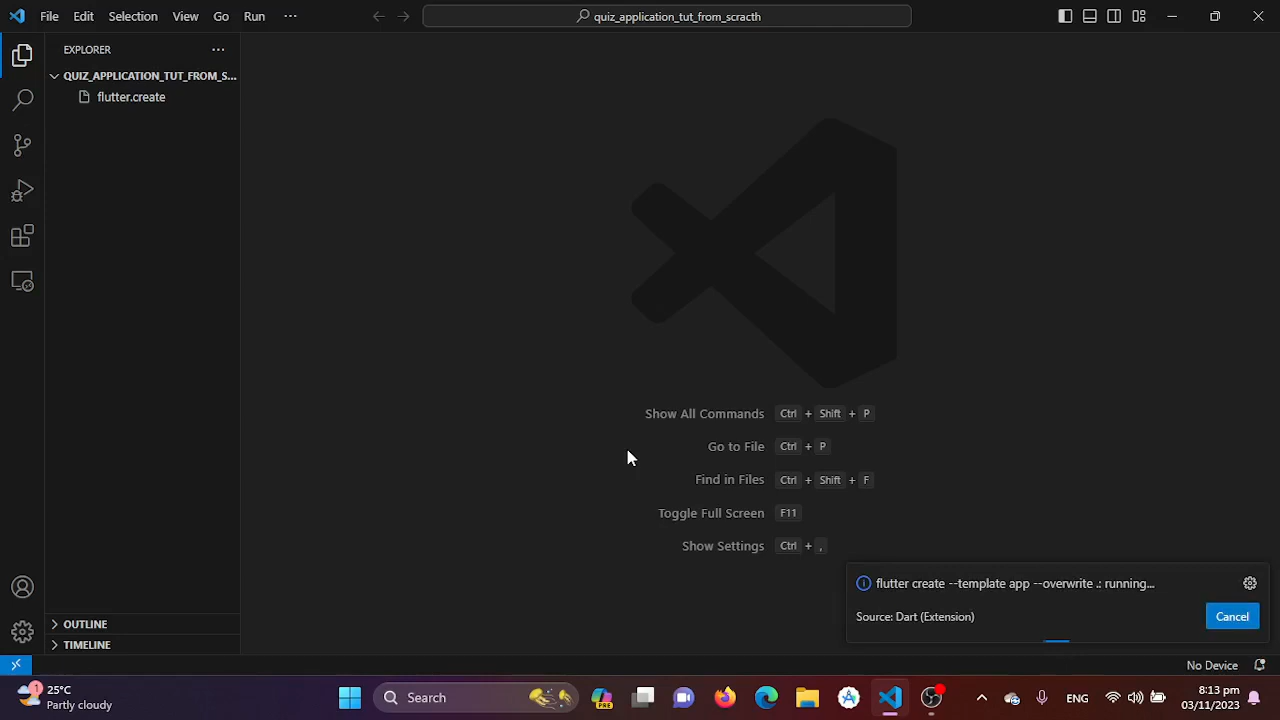 File Edit Selection View Go Run ···
quiz_application_tut_from_scracth
EXPLORER
QUIZ_APPLICATION_TUT_FROM_S...
flutter.create
Show All Commands Ctrl + Shift + P
Go to File Ctrl + P
Find in Files Ctrl + Shift + F
Toggle Full Screen F11
Show Settings Ctrl + ,
flutter create --template app --overwrite .: running...
Source: Dart (Extension)
Cancel
OUTLINE
TIMELINE
No Device
1
25°C
Partly cloudy
Search
PRE
ENG
8:13 pm
03/11/2023